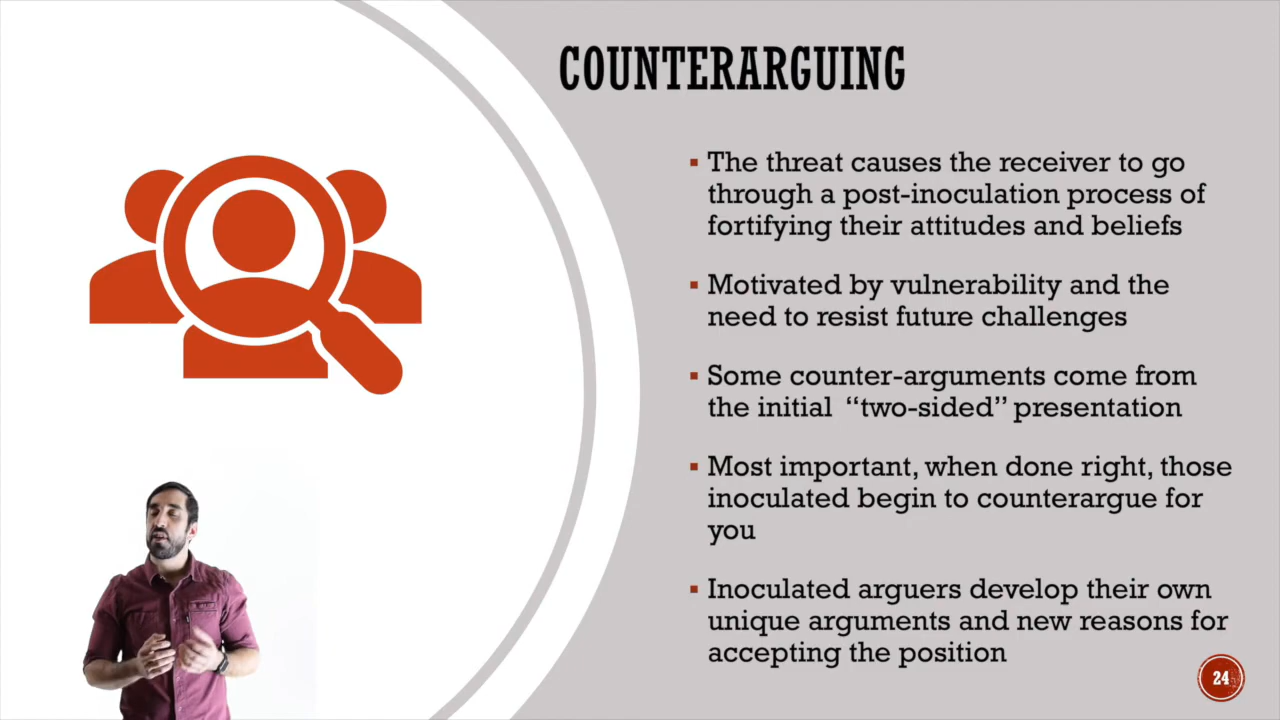 COUNTERARGUING
▪ The threat causes the receiver to go
through a post-inoculation process of
fortifying their attitudes and beliefs
▪ Motivated by vulnerability and the
need to resist future challenges
▪ Some counter-arguments come from
the initial “two-sided” presentation
▪ Most important, when done right, those
inoculated begin to counterargue for
you
▪ Inoculated arguers develop their own
unique arguments and new reasons for
accepting the position
24